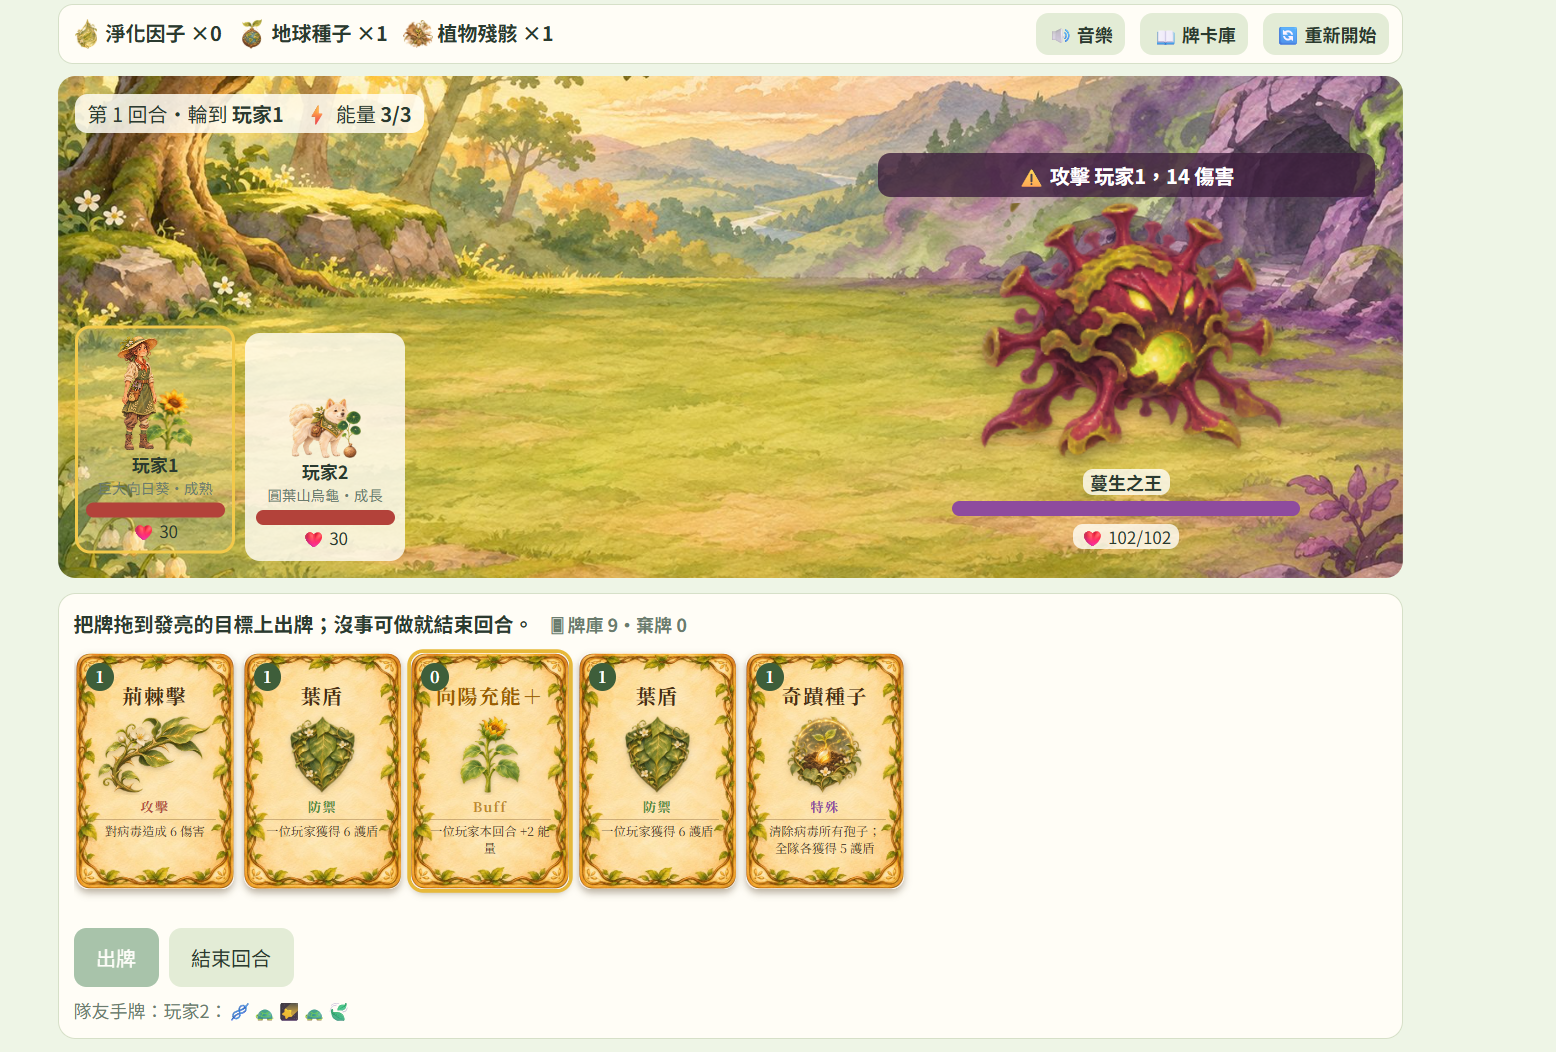 淨化因子 ×0 地球種子 ×1 植物殘骸 ×1
音樂 牌卡庫 重新開始
第 1 回合・輪到 玩家1 能量 3/3
攻擊 玩家1，14 傷害
玩家1
向日葵・成熟
30
玩家2
圓葉山烏龜・成長
30
蔓生之王
102/102
把牌拖到發亮的目標上出牌；沒事可做就結束回合。 牌庫 9・棄牌 0
1
荊棘擊
攻擊
對病毒造成 6 傷害
1
葉盾
防禦
一位玩家獲得 6 護盾
0
向陽充能＋
Buff
一位玩家本回合 +2 能
量
1
葉盾
防禦
一位玩家獲得 6 護盾
1
奇蹟種子
特殊
清除病毒所有孢子；
全隊各獲得 5 護盾
出牌 結束回合
隊友手牌：玩家2：